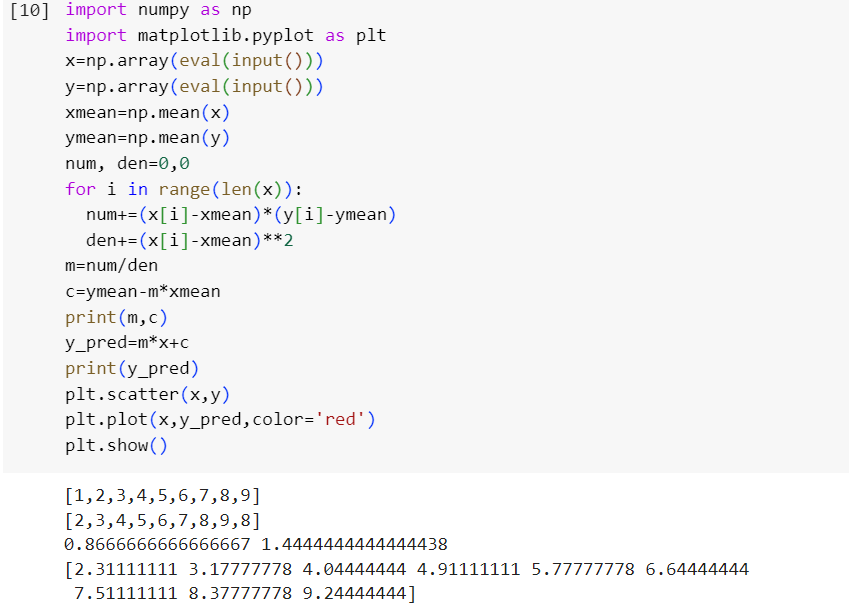 [10] import numpy as np
import matplotlib.pyplot as plt
x=np.array(eval(input()))
y=np.array(eval(input()))
xmean=np.mean(x)
ymean=np.mean(y)
num, den=0,0
for i in range(len(x)):
  num+=(x[i]-xmean)*(y[i]-ymean)
  den+=(x[i]-xmean)**2
m=num/den
c=ymean-m*xmean
print(m,c)
y_pred=m*x+c
print(y_pred)
plt.scatter(x,y)
plt.plot(x,y_pred,color='red')
plt.show()
[1,2,3,4,5,6,7,8,9]
[2,3,4,5,6,7,8,9,8]
0.8666666666666667 1.4444444444444438
[2.31111111 3.17777778 4.04444444 4.91111111 5.77777778 6.64444444
 7.51111111 8.37777778 9.24444444]